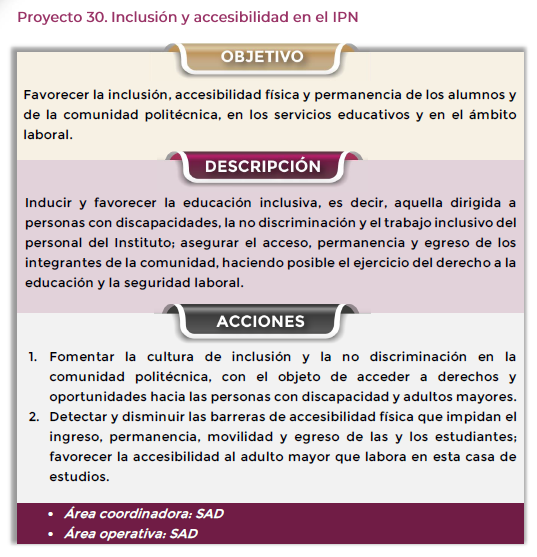 Proyecto 30. Inclusión y accesibilidad en el IPN
OBJETIVO
Favorecer la inclusión, accesibilidad física y permanencia de los alumnos y
de la comunidad politécnica, en los servicios educativos y en el ámbito
laboral.
DESCRIPCIÓN
Inducir y favorecer la educación inclusiva, es decir, aquella dirigida a
personas con discapacidades, la no discriminación y el trabajo inclusivo del
personal del Instituto; asegurar el acceso, permanencia y egreso de los
integrantes de la comunidad, haciendo posible el ejercicio del derecho a la
educación y la seguridad laboral.
ACCIONES
1. Fomentar la cultura de inclusión y la no discriminación en la
comunidad politécnica, con el objeto de acceder a derechos y
oportunidades hacia las personas con discapacidad y adultos mayores.
2. Detectar y disminuir las barreras de accesibilidad física que impidan el
ingreso, permanencia, movilidad y egreso de las y los estudiantes;
favorecer la accesibilidad al adulto mayor que labora en esta casa de
estudios.
• Área coordinadora: SAD
• Área operativa: SAD